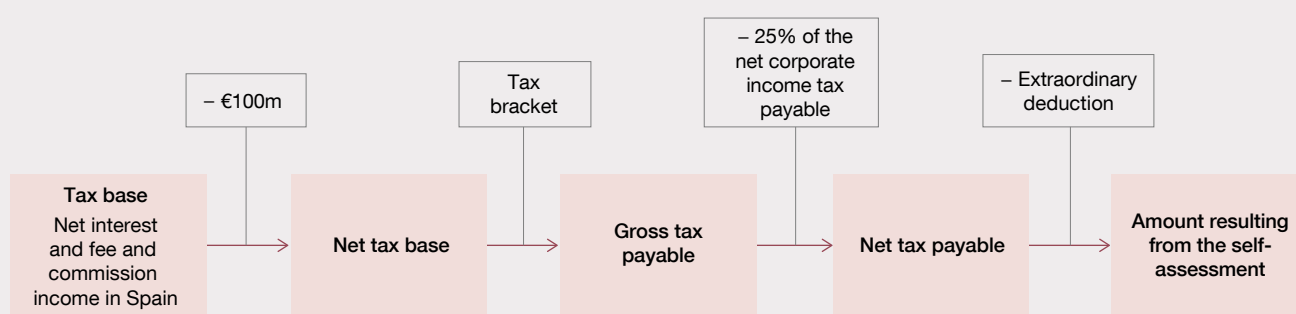 – €100m
Tax
bracket
– 25% of the
net corporate
income tax
payable
– Extraordinary
deduction
Tax base
Net interest
and fee and
commission
income in Spain
Net tax base
Gross tax
payable
Net tax payable
Amount resulting
from the self-
assessment